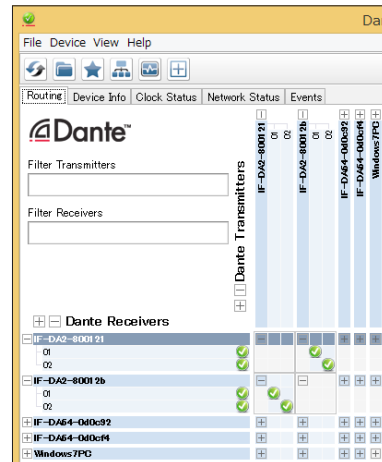 Da
File Device View Help
Routing Device Info Clock Status Network Status Events
Dante™
Filter Transmitters
Filter Receivers
Dante Transmitters
IF-DA2-800121
01
02
IF-DA2-80012b
01
02
IF-DA64-0d0c92
IF-DA64-0d0cf4
Windows7PC
Dante Receivers
IF-DA2-800121
01
02
IF-DA2-80012b
01
02
IF-DA64-0d0c92
IF-DA64-0d0cf4
Windows7PC